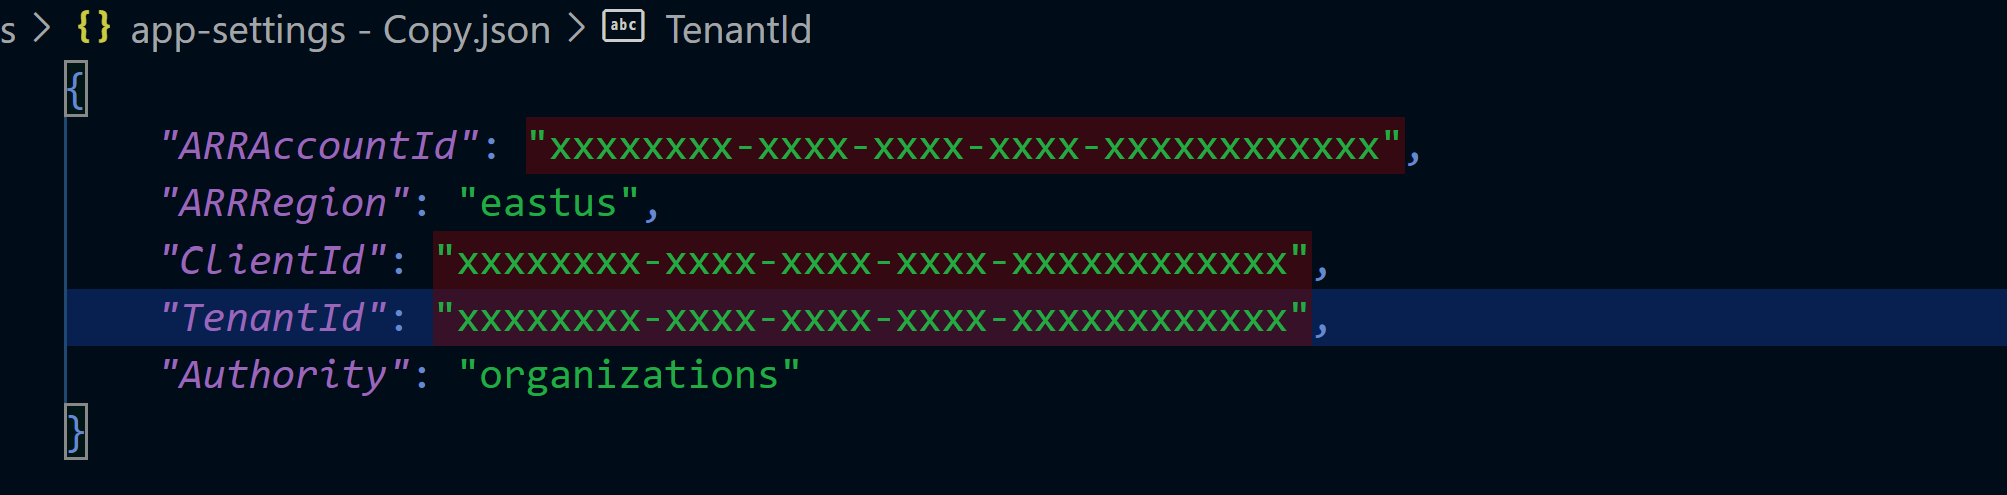 s > {} app-settings - Copy.json > abc TenantId
{
"ARRAccountId": "xxxxxxxx-xxxx-xxxx-xxxx-xxxxxxxxxxxx",
"ARRRegion": "eastus",
"ClientId": "xxxxxxxx-xxxx-xxxx-xxxx-xxxxxxxxxxxx",
"TenantId": "xxxxxxxx-xxxx-xxxx-xxxx-xxxxxxxxxxxx",
"Authority": "organizations"
}